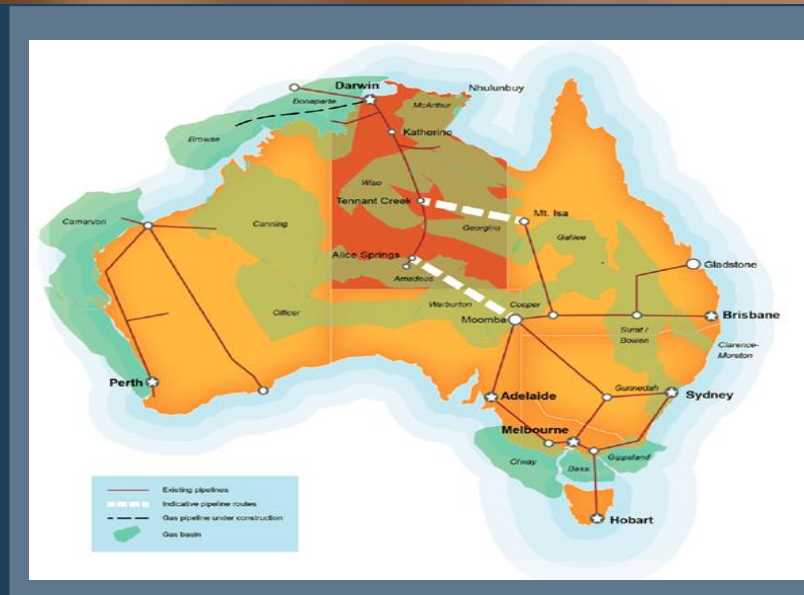 Darwin
Nhulunbuy
Bonaparte
McArthur
Browse
Katherine
Wiso
Tennant Creek
Mt. Isa
Carnarvon
Canning
Georgina
Galilee
Alice Springs
Gladstone
Amadeus
Officer
Warburton
Cooper
Moomba
Brisbane
Surat /
Bowen
Clarence-
Moreton
Perth
Gunnedah
Adelaide
Sydney
Melbourne
Otway
Bass
Gippsland
Hobart
Existing pipelines
Indicative pipeline routes
Gas pipeline under construction
Gas basin